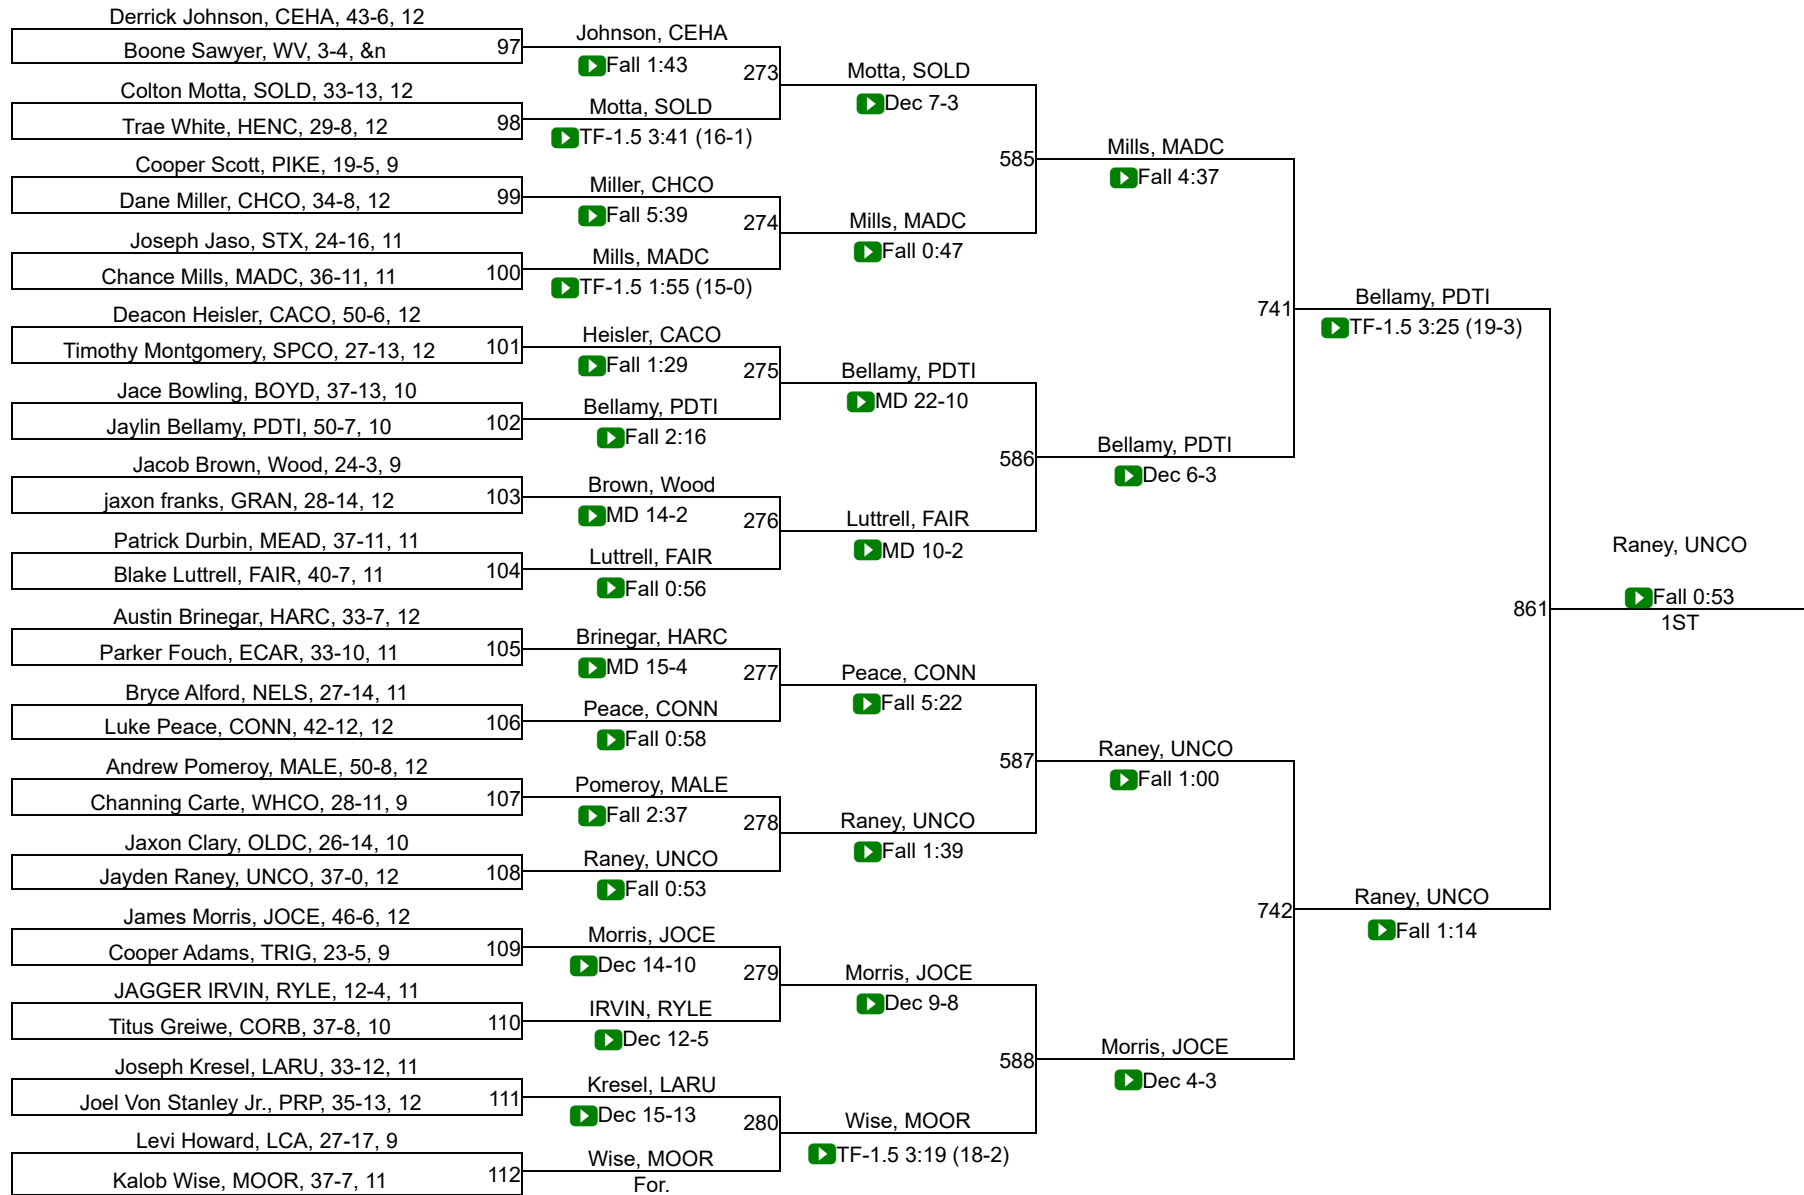 Derrick Johnson, CEHA, 43-6, 12
Boone Sawyer, WV, 3-4, &n
97
Colton Motta, SOLD, 33-13, 12
Trae White, HENC, 29-8, 12
98
Cooper Scott, PIKE, 19-5, 9
Dane Miller, CHCO, 34-8, 12
99
Joseph Jaso, STX, 24-16, 11
Chance Mills, MADC, 36-11, 11
100
Deacon Heisler, CACO, 50-6, 12
Timothy Montgomery, SPCO, 27-13, 12
101
Jace Bowling, BOYD, 37-13, 10
Jaylin Bellamy, PDTI, 50-7, 10
102
Jacob Brown, Wood, 24-3, 9
jaxon franks, GRAN, 28-14, 12
103
Patrick Durbin, MEAD, 37-11, 11
Blake Luttrell, FAIR, 40-7, 11
104
Austin Brinegar, HARC, 33-7, 12
Parker Fouch, ECAR, 33-10, 11
105
Bryce Alford, NELS, 27-14, 11
Luke Peace, CONN, 42-12, 12
106
Andrew Pomeroy, MALE, 50-8, 12
Channing Carte, WHCO, 28-11, 9
107
Jaxon Clary, OLDC, 26-14, 10
Jayden Raney, UNCO, 37-0, 12
108
James Morris, JOCE, 46-6, 12
Cooper Adams, TRIG, 23-5, 9
109
JAGGER IRVIN, RYLE, 12-4, 11
Titus Greiwe, CORB, 37-8, 10
110
Joseph Kresel, LARU, 33-12, 11
Joel Von Stanley Jr., PRP, 35-13, 12
111
Levi Howard, LCA, 27-17, 9
Kalob Wise, MOOR, 37-7, 11
112
Johnson, CEHA
Fall 1:43
273
Motta, SOLD
TF-1.5 3:41 (16-1)
Miller, CHCO
Fall 5:39
274
Mills, MADC
TF-1.5 1:55 (15-0)
Heisler, CACO
Fall 1:29
275
Bellamy, PDTI
Fall 2:16
Brown, Wood
MD 14-2
276
Luttrell, FAIR
Fall 0:56
Brinegar, HARC
MD 15-4
277
Peace, CONN
Fall 0:58
Pomeroy, MALE
Fall 2:37
278
Raney, UNCO
Fall 0:53
Morris, JOCE
Dec 14-10
279
IRVIN, RYLE
Dec 12-5
Kresel, LARU
Dec 15-13
280
Wise, MOOR
For.
Motta, SOLD
Dec 7-3
585
Mills, MADC
Fall 0:47
Bellamy, PDTI
MD 22-10
586
Luttrell, FAIR
MD 10-2
Peace, CONN
Fall 5:22
587
Raney, UNCO
Fall 1:39
Morris, JOCE
Dec 9-8
588
Wise, MOOR
TF-1.5 3:19 (18-2)
Mills, MADC
Fall 4:37
741
Bellamy, PDTI
Dec 6-3
Raney, UNCO
Fall 1:00
742
Morris, JOCE
Dec 4-3
Bellamy, PDTI
TF-1.5 3:25 (19-3)
861
Raney, UNCO
Fall 1:14
Raney, UNCO
Fall 0:53
1ST